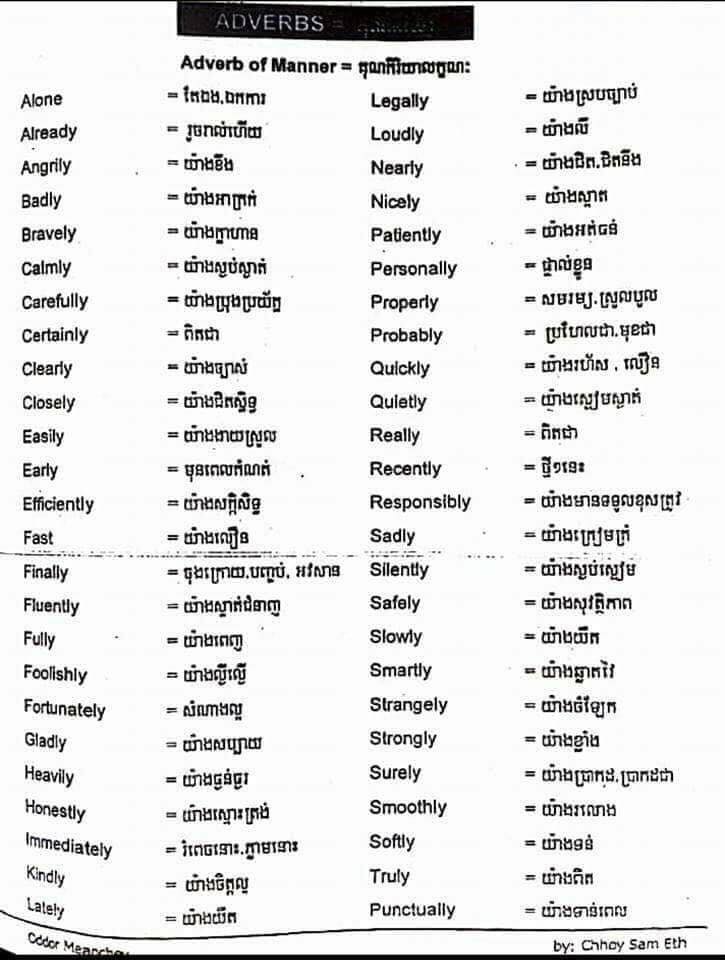 ADVERBS =
Adverb of Manner = គុណកិរិយាលក្ខណៈ
Alone = តែឯង.ឯកការ
Already = រួចរាល់ហើយ
Angrily = យ៉ាងខឹង
Badly = យ៉ាងអាក្រក់
Bravely = យ៉ាងក្លាហាន
Calmly = យ៉ាងស្ងប់ស្ងាត់
Carefully = យ៉ាងប្រុងប្រយ័ត្ន
Certainly = ពិតជា
Clearly = យ៉ាងច្បាស់
Closely = យ៉ាងជិតស្និទ្ធ
Easily = យ៉ាងងាយស្រួល
Early = មុនពេលកំណត់
Efficiently = យ៉ាងសក្តិសិទ្ធ
Fast = យ៉ាងលឿន
Finally = ចុងក្រោយ.បញ្ចប់. អវសាន
Fluently = យ៉ាងស្ទាត់ជំនាញ
Fully = យ៉ាងពេញ
Foolishly = យ៉ាងល្ងីល្ងើ
Fortunately = សំណាងល្អ
Gladly = យ៉ាងសប្បាយ
Heavily = យ៉ាងធ្ងន់ធ្ងរ
Honestly = យ៉ាងស្មោះត្រង់
Immediately = រំពេចនោះ.ភ្លាមនោះ
Kindly = យ៉ាងចិត្តល្អ
Lately = យ៉ាងយឺត
Legally = យ៉ាងស្របច្បាប់
Loudly = យ៉ាងលឺ
Nearly = យ៉ាងជិត.ជិតនឹង
Nicely = យ៉ាងស្អាត
Patiently = យ៉ាងអត់ធន់
Personally = ផ្ទាល់ខ្លួន
Properly = សមរម្យ.ស្រួលបួល
Probably = ប្រហែលជា.មុខជា
Quickly = យ៉ាងរហ័ស , លឿន
Quietly = យ៉ាងស្ងៀមស្ងាត់
Really = ពិតជា
Recently = ថ្មីៗនេះ
Responsibly = យ៉ាងមានទទួលខុសត្រូវ
Sadly = យ៉ាងក្រៀមក្រំ
Silently = យ៉ាងស្ងប់ស្ងៀម
Safely = យ៉ាងសុវត្ថិភាព
Slowly = យ៉ាងយឺត
Smartly = យ៉ាងឆ្លាតវៃ
Strangely = យ៉ាងចំឡែក
Strongly = យ៉ាងខ្លាំង
Surely = យ៉ាងប្រាកដ.ប្រាកដជា
Smoothly = យ៉ាងរលោង
Softly = យ៉ាងទន់
Truly = យ៉ាងពិត
Punctually = យ៉ាងទាន់ពេល
Oddor Meanchey
by: Chhoy Sam Eth